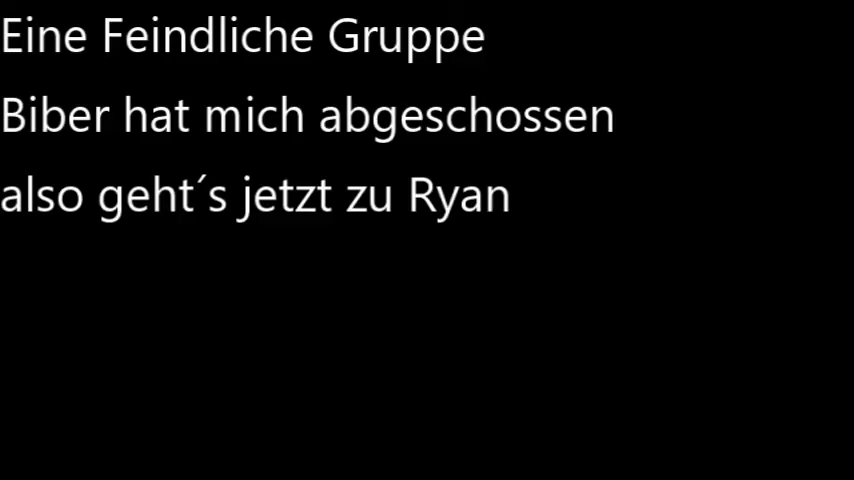 Eine Feindliche Gruppe
Biber hat mich abgeschossen
also geht´s jetzt zu Ryan